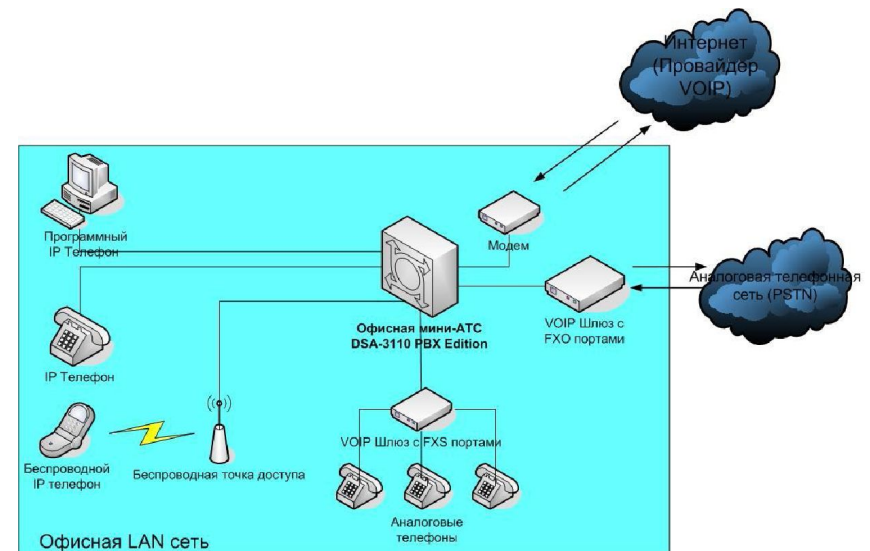 Интернет
(Провайдер
VOIP)
Программный
IP Телефон
Модем
Аналоговая телефонная
сеть (PSTN)
VOIP Шлюз с
FXO портами
Офисная мини-АТС
DSA-3110 PBX Edition
IP Телефон
VOIP Шлюз с FXS портами
Беспроводной
IP телефон
Беспроводная точка доступа
Аналоговые
телефоны
Офисная LAN сеть